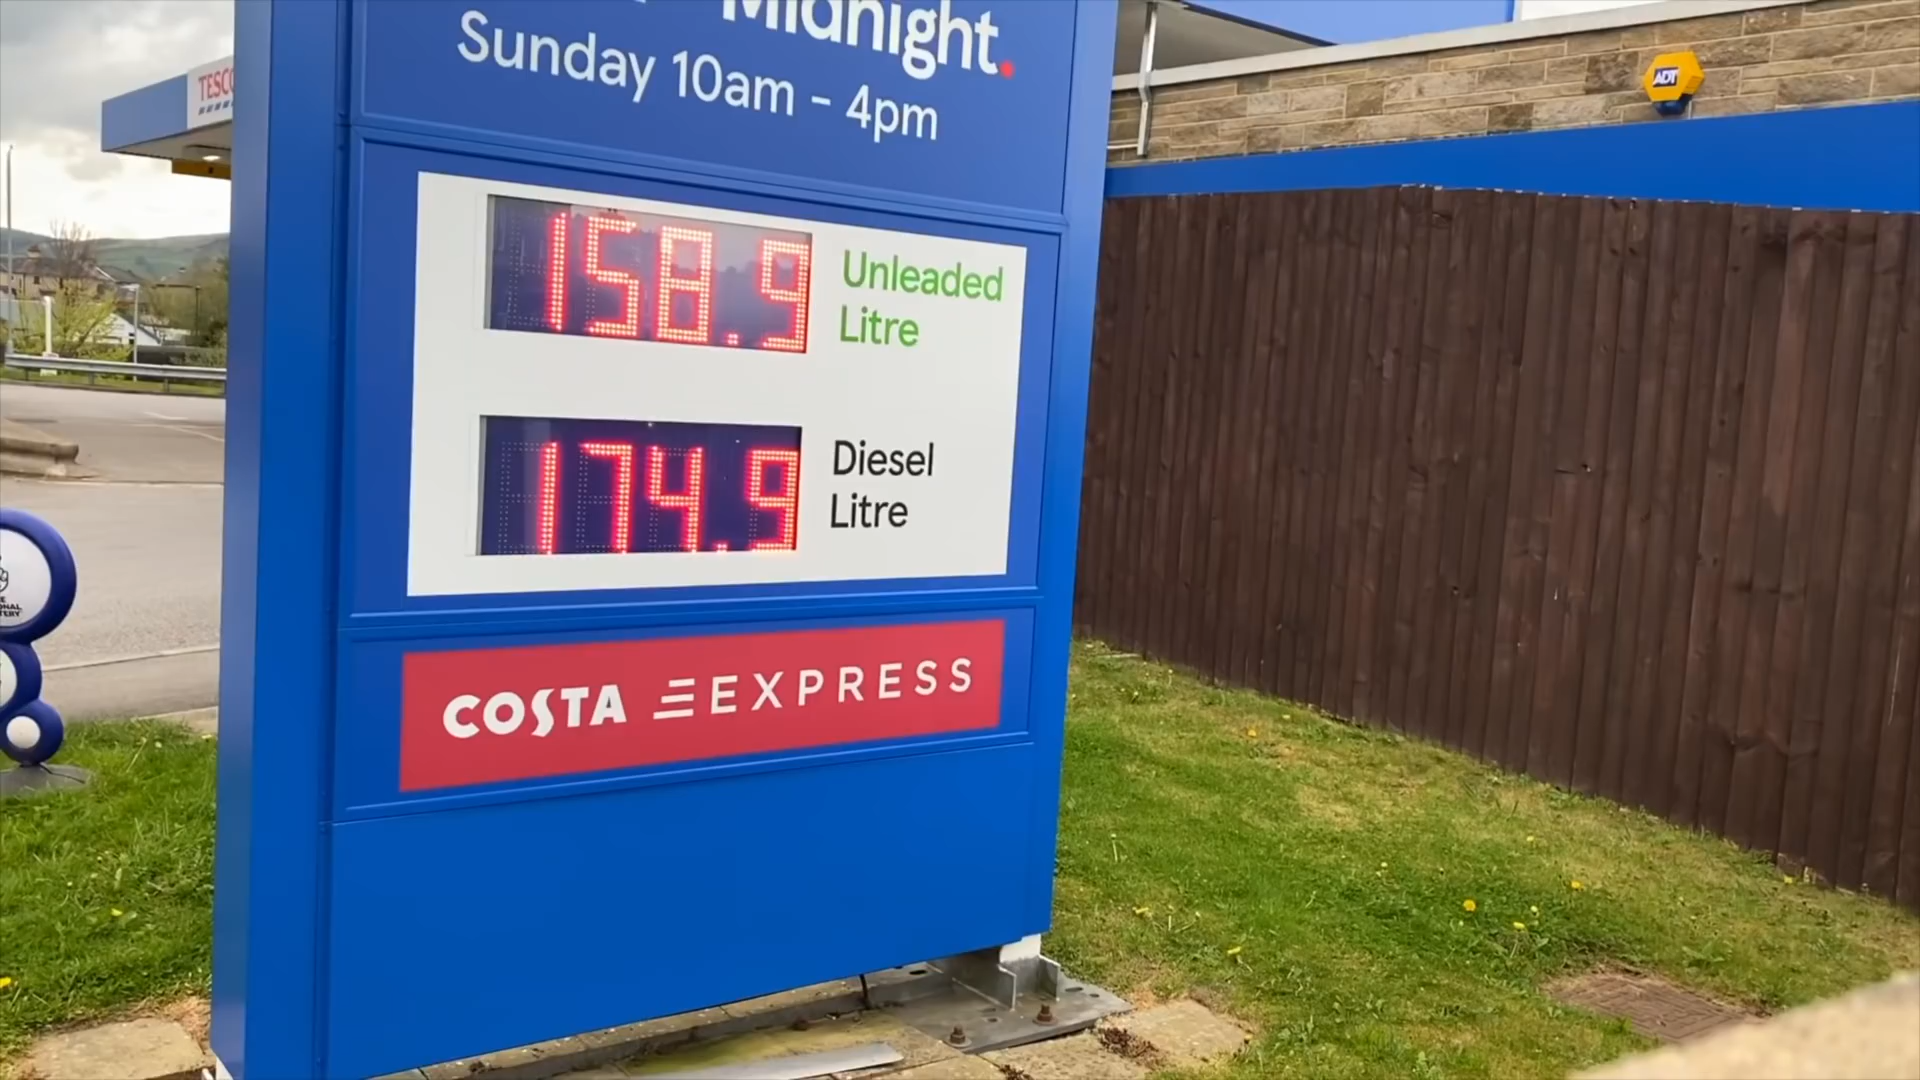 Midnight.
Sunday 10am - 4pm
TESCO
ADT
158.9
Unleaded
Litre
174.9
Diesel
Litre
COSTA EXPRESS